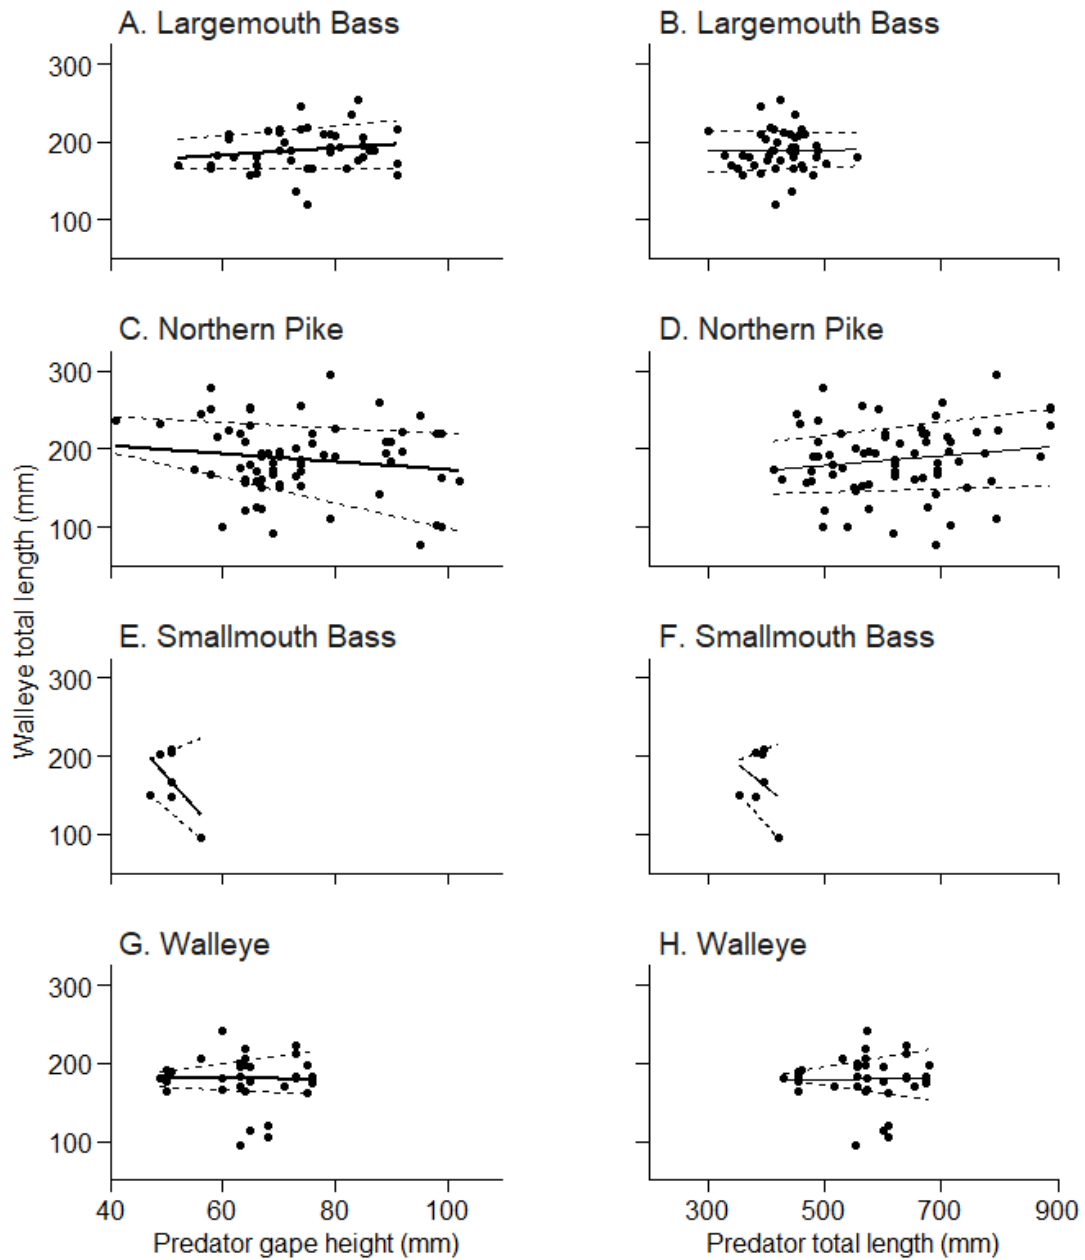 A. Largemouth Bass
B. Largemouth Bass
300
200
100
C. Northern Pike
D. Northern Pike
300
200
100
Walleye total length (mm)
E. Smallmouth Bass
F. Smallmouth Bass
300
200
100
G. Walleye
H. Walleye
300
200
100
40 60 80 100
300 500 700 900
Predator gape height (mm)
Predator total length (mm)